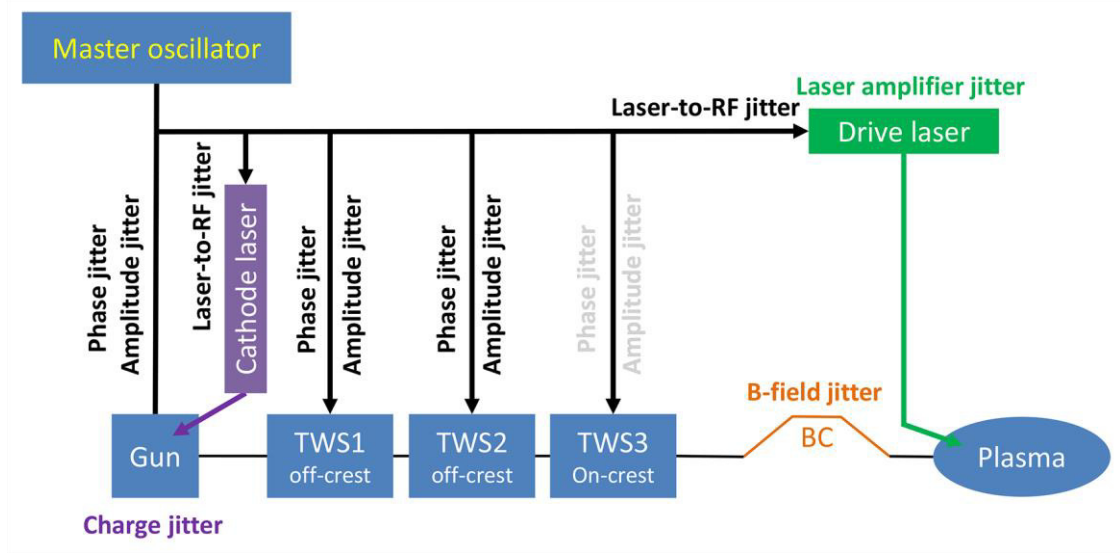 Master oscillator
Laser amplifier jitter
Laser-to-RF jitter
Drive laser
Phase jitter
Amplitude jitter
Laser-to-RF jitter
Cathode laser
Phase jitter
Amplitude jitter
Phase jitter
Amplitude jitter
Phase jitter
Amplitude jitter
B-field jitter
BC
Gun
TWS1
off-crest
TWS2
off-crest
TWS3
On-crest
Plasma
Charge jitter